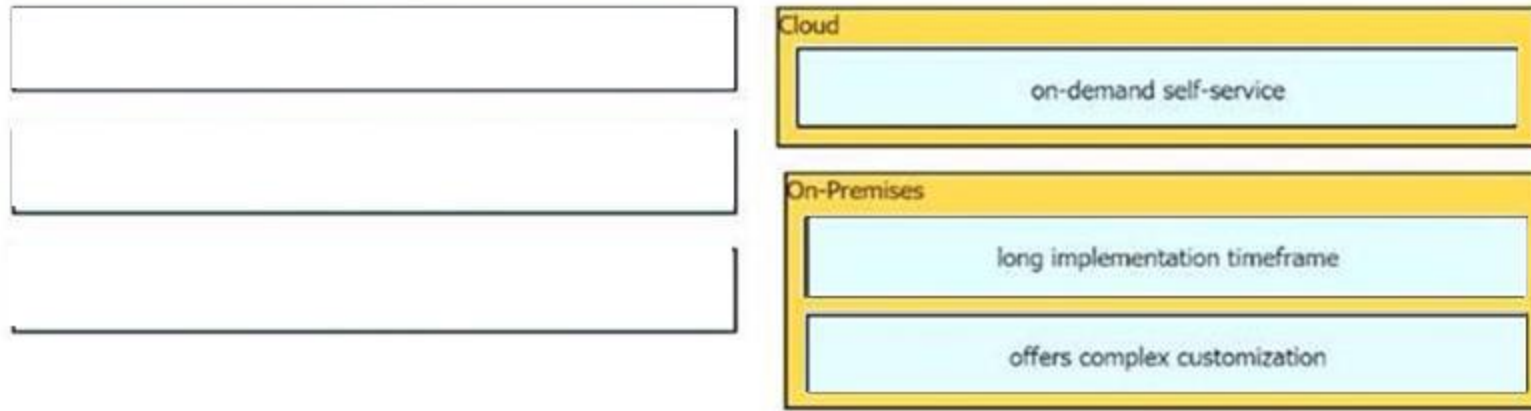 Cloud
on-demand self-service
On-Premises
long implementation timeframe
offers complex customization